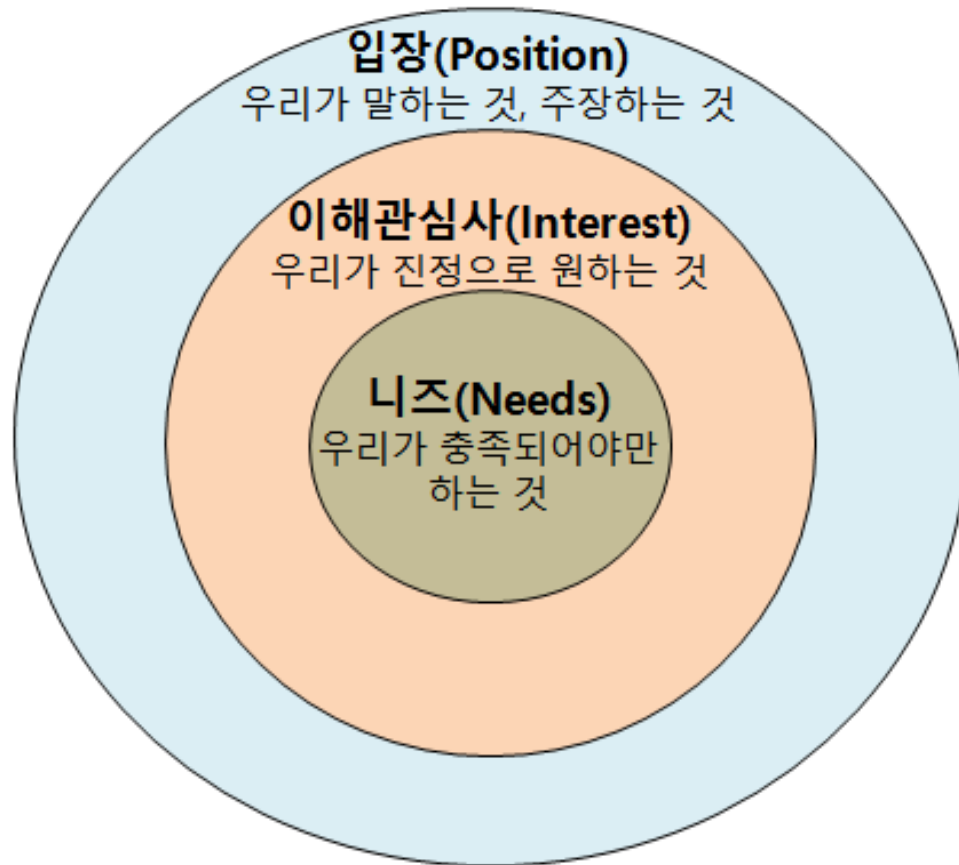 입장(Position)
우리가 말하는 것, 주장하는 것
이해관심사(Interest)
우리가 진정으로 원하는 것
니즈(Needs)
우리가 충족되어야만
하는 것